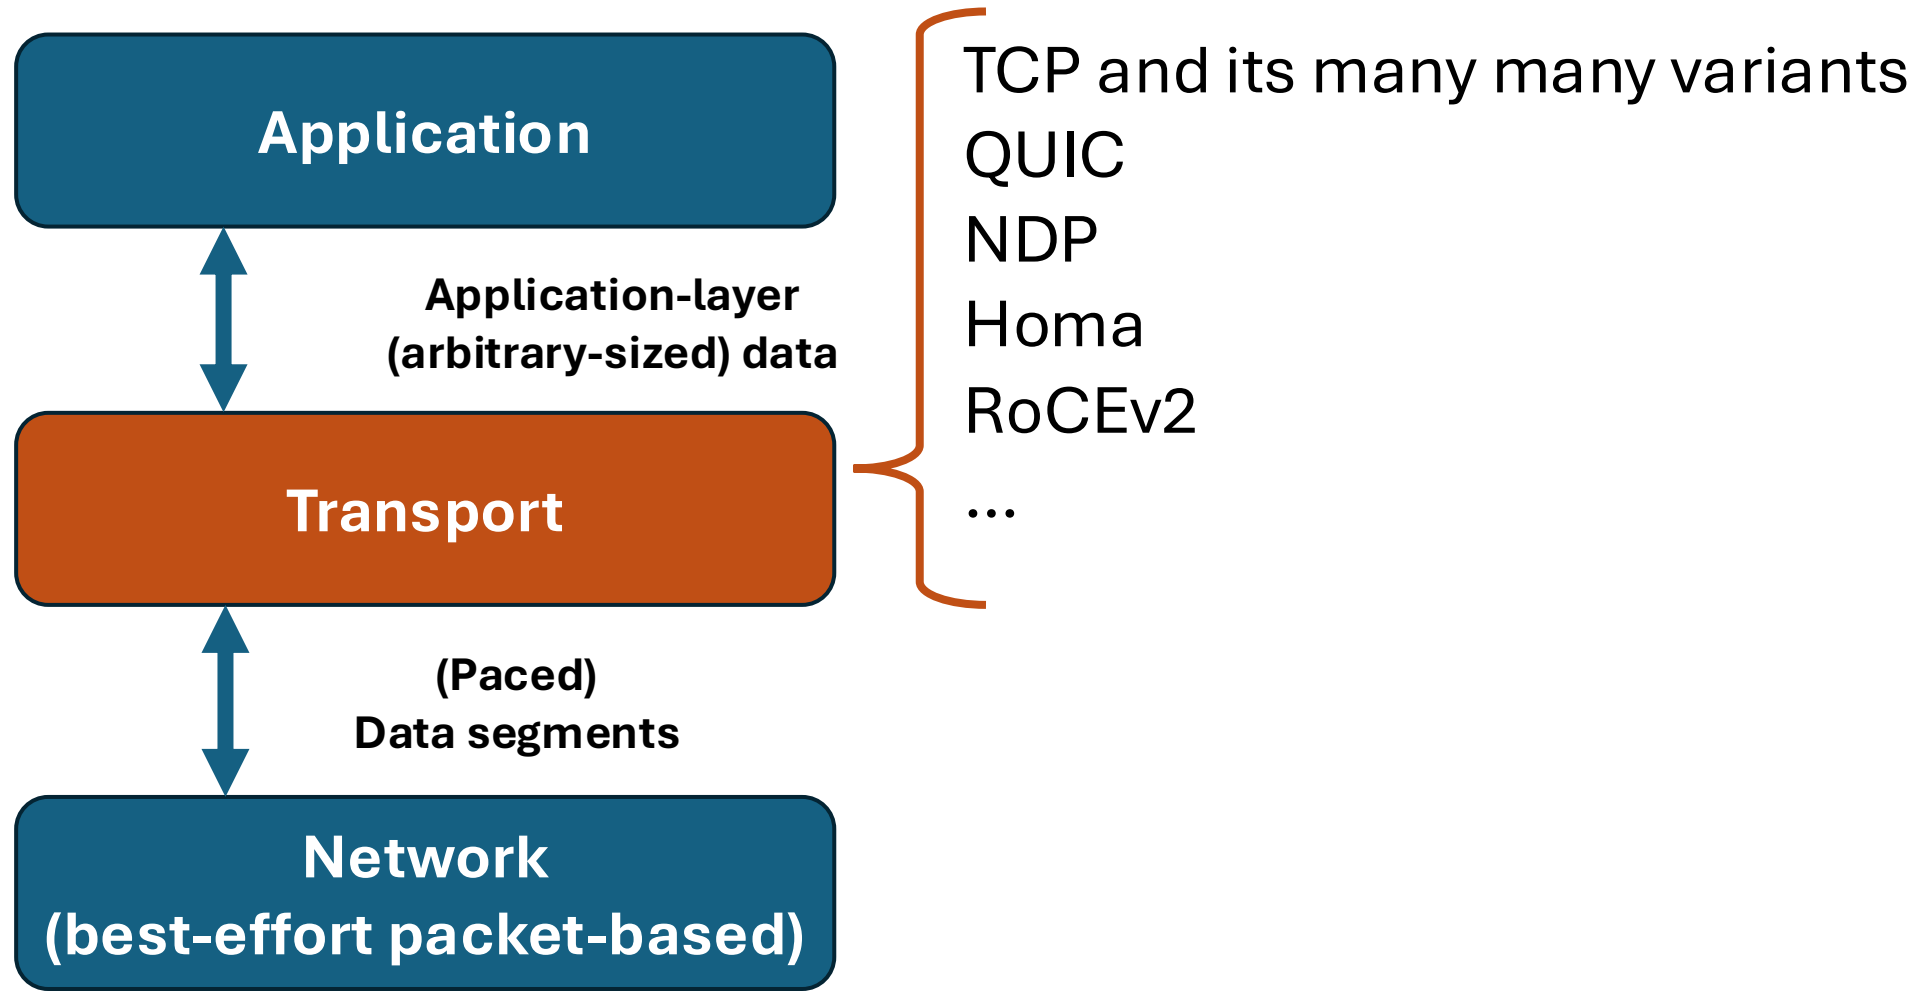 Application
Application-layer
(arbitrary-sized) data
Transport
(Paced)
Data segments
Network
(best-effort packet-based)
TCP and its many many variants
QUIC
NDP
Homa
RoCEv2
...